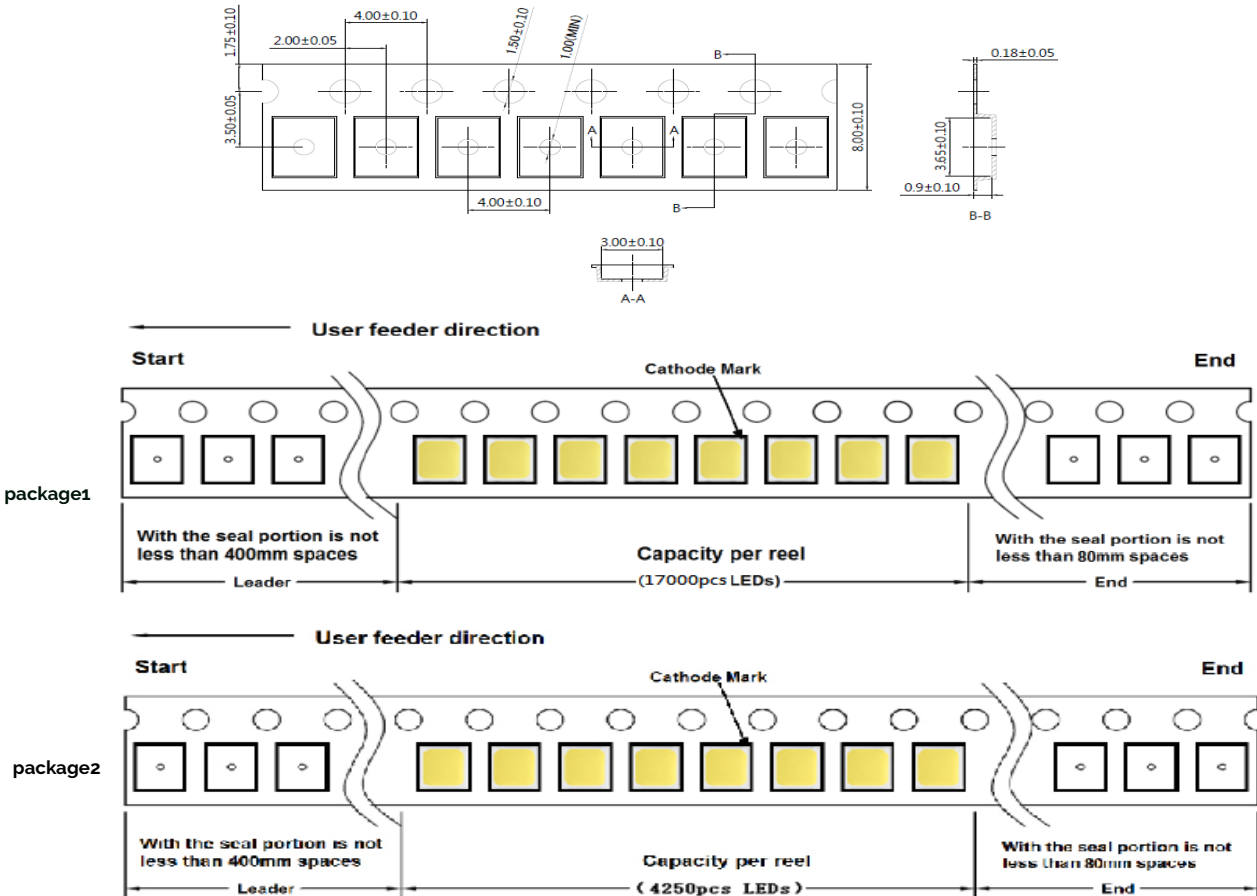 4.00±0.10
1.75±0.10
2.00±0.05
1.50±0.10
1.00(MIN)
B
0.18±0.05
3.50±0.05
A
A
8.00±0.10
3.65±0.10
4.00±0.10
B
0.9±0.10
B-B
3.00±0.10
A-A
User feeder direction
Start
End
Cathode Mark
package1
With the seal portion is not
less than 400mm spaces
Capacity per reel
With the seal portion is not
less than 80mm spaces
Leader
(17000pcs LEDs)
End
User feeder direction
Start
End
Cathode Mark
package2
With the seal portion is not
less than 400mm spaces
Capacity per reel
With the seal portion is not
less than 80mm spaces
Leader
( 4250pcs LEDs )
End